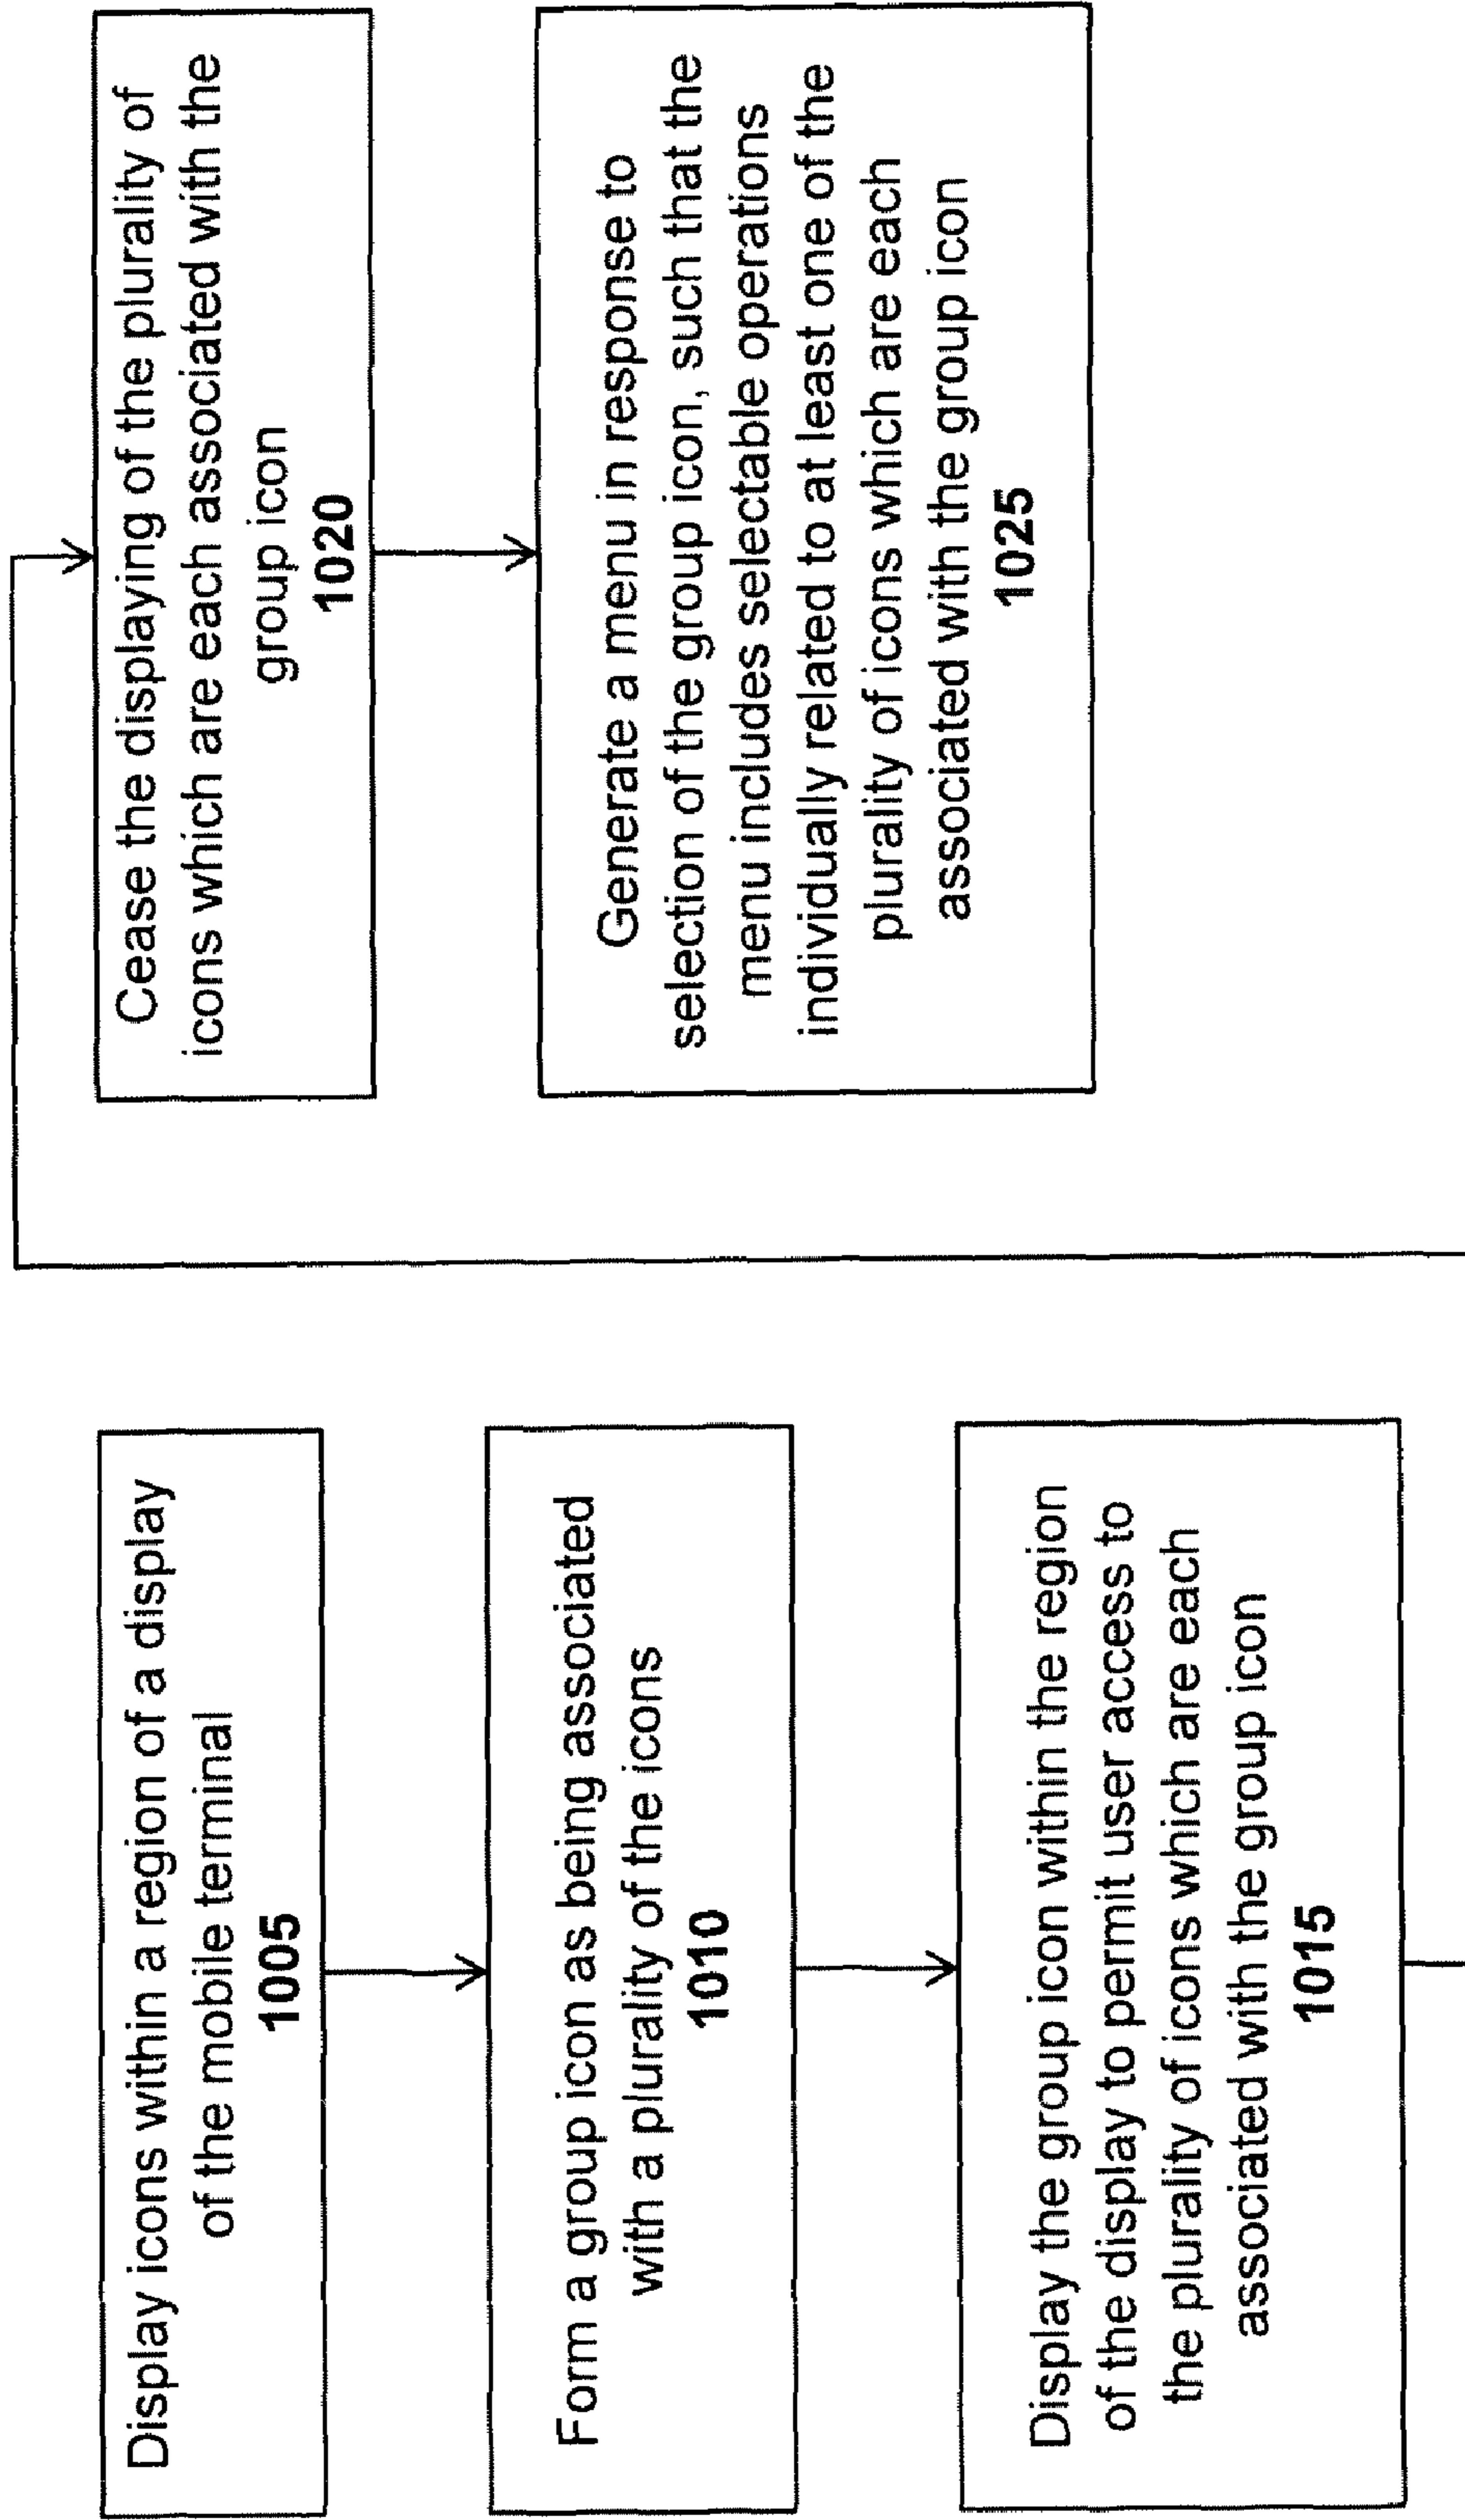 Display icons within a region of a display
of the mobile terminal
1005
Form a group icon as being associated
with a plurality of the icons
1010
Display the group icon within the region
of the display to permit user access to
the plurality of icons which are each
associated with the group icon
1015
Cease the displaying of the plurality of
icons which are each associated with the
group icon
1020
Generate a menu in response to
selection of the group icon, such that the
menu includes selectable operations
individually related to at least one of the
plurality of icons which are each
associated with the group icon
1025